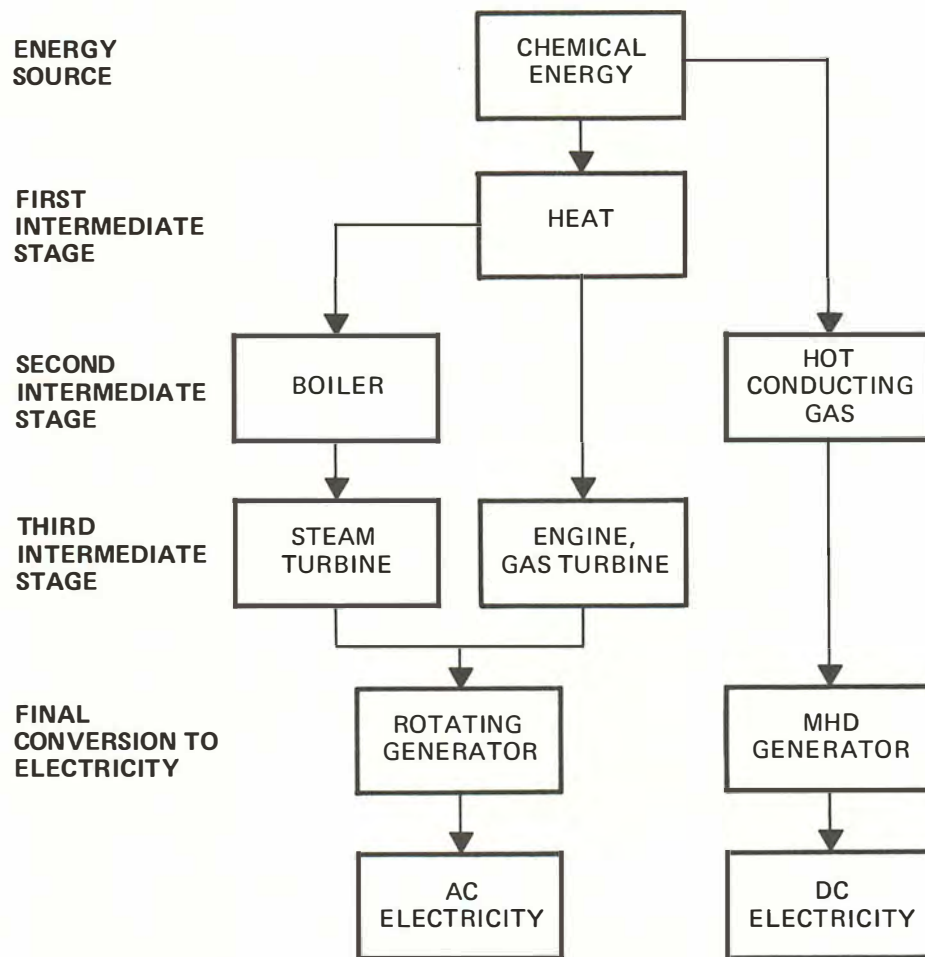 ENERGY
SOURCE
CHEMICAL
ENERGY
FIRST
INTERMEDIATE
STAGE
HEAT
SECOND
INTERMEDIATE
STAGE
BOILER
HOT
CONDUCTING
GAS
THIRD
INTERMEDIATE
STAGE
STEAM
TURBINE
ENGINE,
GAS TURBINE
FINAL
CONVERSION TO
ELECTRICITY
ROTATING
GENERATOR
MHD
GENERATOR
AC
ELECTRICITY
DC
ELECTRICITY